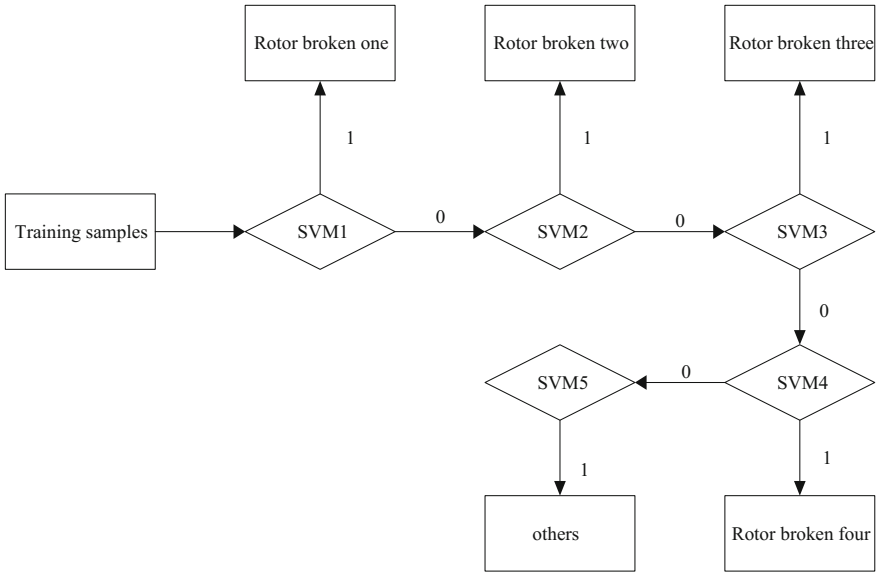 Rotor broken one
Rotor broken two
Rotor broken three
1
1
1
Training samples
SVM1
0
SVM2
0
SVM3
0
SVM5
0
SVM4
1
1
others
Rotor broken four